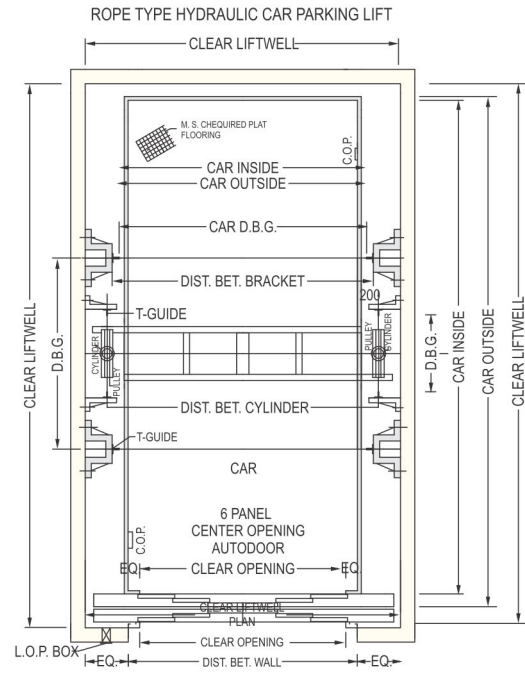 ROPE TYPE HYDRAULIC CAR PARKING LIFT
CLEAR LIFTWELL
M. S. CHEQUIRED PLAT
FLOORING
C.O.P.
CAR INSIDE
CAR OUTSIDE
CAR D.B.G.
DIST. BET. BRACKET
200
T-GUIDE
CLEAR LIFTWELL
D.B.G.
CYLINDER
PULLEY
PULLEY
CYLINDER
D.B.G.
CAR INSIDE
CAR OUTSIDE
CLEAR LIFTWELL
DIST. BET. CYLINDER
T-GUIDE
CAR
6 PANEL
CENTER OPENING
AUTODOOR
C.O.P.
EQ.
CLEAR OPENING
EQ.
CLEAR LIFTWELL
PLAN
CLEAR OPENING
L.O.P. BOX
EQ.
DIST. BET. WALL
EQ.